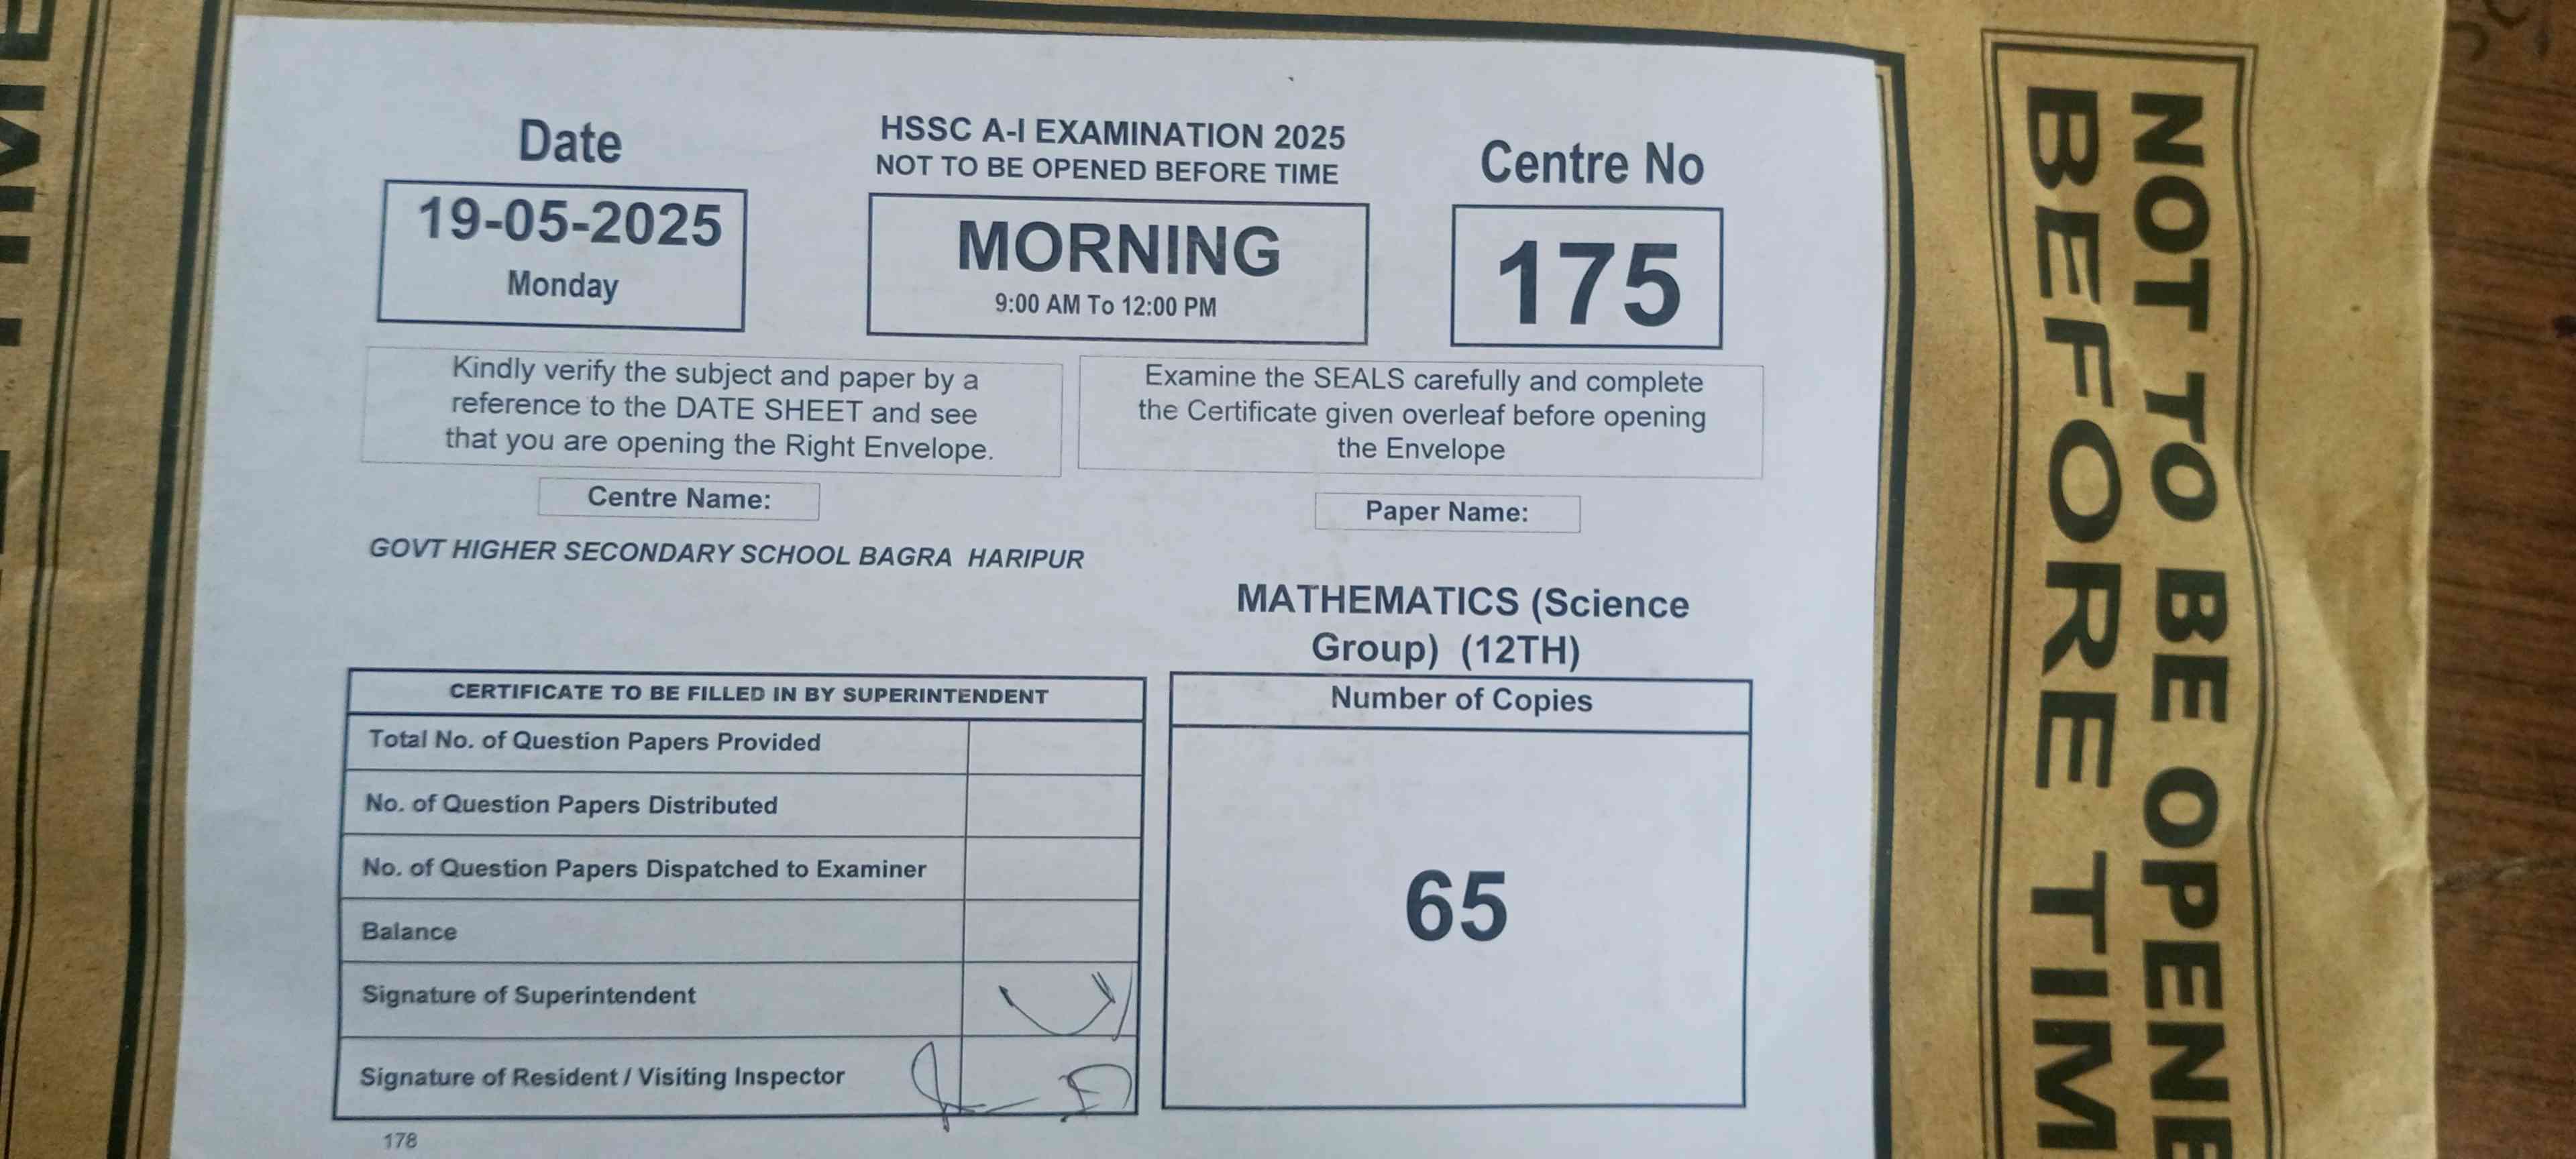 Date
19-05-2025
Monday
HSSC A-I EXAMINATION 2025
NOT TO BE OPENED BEFORE TIME
MORNING
9:00 AM To 12:00 PM
Centre No
175
Kindly verify the subject and paper by a
reference to the DATE SHEET and see
that you are opening the Right Envelope.
Examine the SEALS carefully and complete
the Certificate given overleaf before opening
the Envelope
Centre Name:
GOVT HIGHER SECONDARY SCHOOL BAGRA HARIPUR
Paper Name:
MATHEMATICS (Science
Group) (12TH)
CERTIFICATE TO BE FILLED IN BY SUPERINTENDENT
Total No. of Question Papers Provided
No. of Question Papers Distributed
No. of Question Papers Dispatched to Examiner
Balance
Signature of Superintendent
Signature of Resident / Visiting Inspector
Number of Copies
65
178
NOT TO BE OPENE
BEFORE TIM